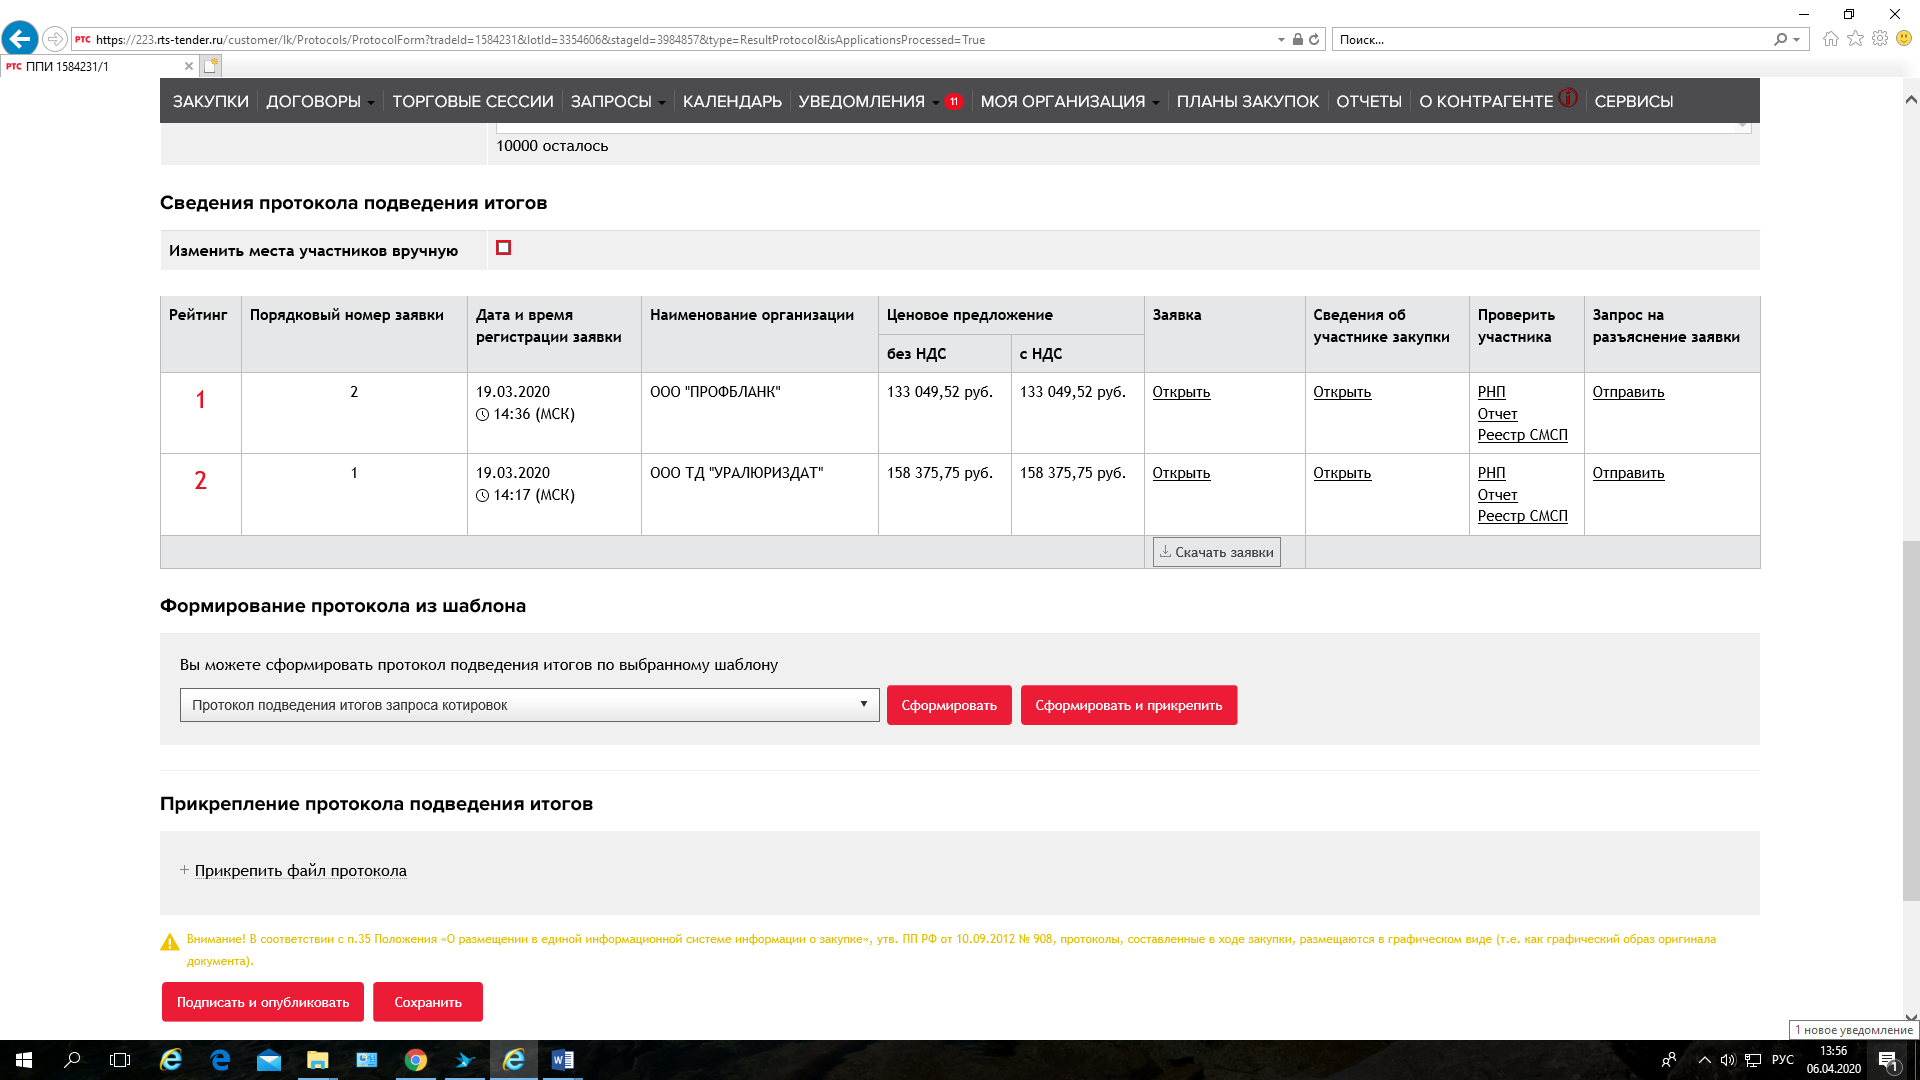 https://223.rts-tender.ru/customer/lk/Protocols/ProtocolForm?tradeId=1584231&lotId=3354606&stageId=3984857&type=ResultProtocol&isApplicationsProcessed=True
Поиск...
РТС ППИ 1584231/1
ЗАКУПКИ ДОГОВОРЫ ТОРГОВЫЕ СЕССИИ ЗАПРОСЫ КАЛЕНДАРЬ УВЕДОМЛЕНИЯ 11 МОЯ ОРГАНИЗАЦИЯ ПЛАНЫ ЗАКУПОК ОТЧЕТЫ О КОНТРАГЕНТЕ СЕРВИСЫ
10000 осталось
Сведения протокола подведения итогов
Изменить места участников вручную
Рейтинг Порядковый номер заявки Дата и время регистрации заявки Наименование организации Ценовое предложение Заявка Сведения об участнике закупки Проверить участника Запрос на разъяснение заявки
без НДС с НДС
1 2 19.03.2020 ООО "ПРОФБЛАНК" 133 049,52 руб. 133 049,52 руб. Открыть Открыть РНП Отправить
14:36 (МСК) Отчет
Реестр СМСП
2 1 19.03.2020 ООО ТД "УРАЛЮРИЗДАТ" 158 375,75 руб. 158 375,75 руб. Открыть Открыть РНП Отправить
14:17 (МСК) Отчет
Реестр СМСП
Скачать заявки
Формирование протокола из шаблона
Вы можете сформировать протокол подведения итогов по выбранному шаблону
Протокол подведения итогов запроса котировок Сформировать Сформировать и прикрепить
Прикрепление протокола подведения итогов
+ Прикрепить файл протокола
Внимание! В соответствии с п.35 Положения «О размещении в единой информационной системе информации о закупке», утв. ПП РФ от 10.09.2012 № 908, протоколы, составленные в ходе закупки, размещаются в графическом виде (т.е. как графический образ оригинала
документа).
Подписать и опубликовать Сохранить
1 новое уведомление
РУС 13:56
06.04.2020 1